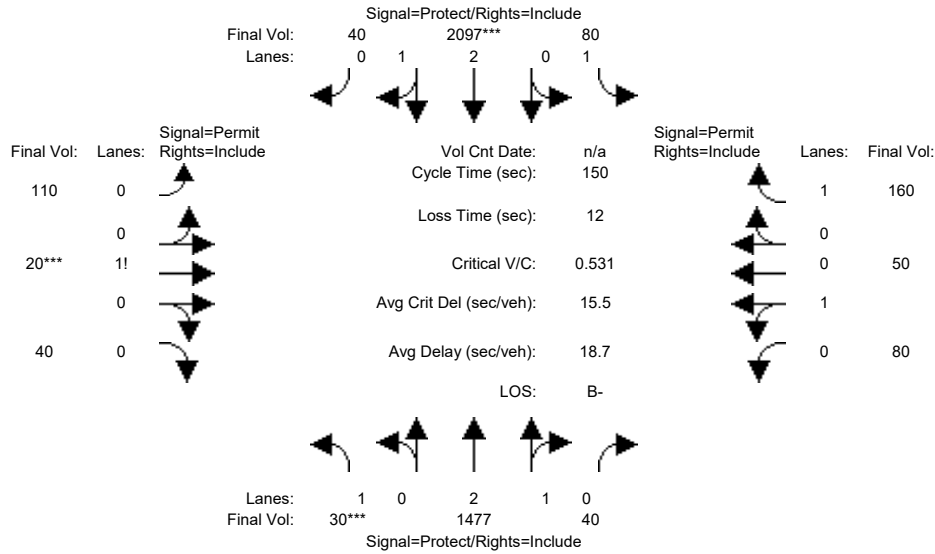 Signal=Protect/Rights=Include
Final Vol: 40 2097*** 80
Lanes: 0 1 2 0 1
Signal=Permit
Final Vol: Lanes: Rights=Include
Vol Cnt Date: n/a
Signal=Permit
Rights=Include Lanes: Final Vol:
Cycle Time (sec): 150
110 0
1 160
Loss Time (sec): 12
0
0
20*** 1!
Critical V/C: 0.531
0 50
0
Avg Crit Del (sec/veh): 15.5
1
40 0
Avg Delay (sec/veh): 18.7
0 80
LOS: B-
Lanes: 1 0 2 1 0
Final Vol: 30*** 1477 40
Signal=Protect/Rights=Include